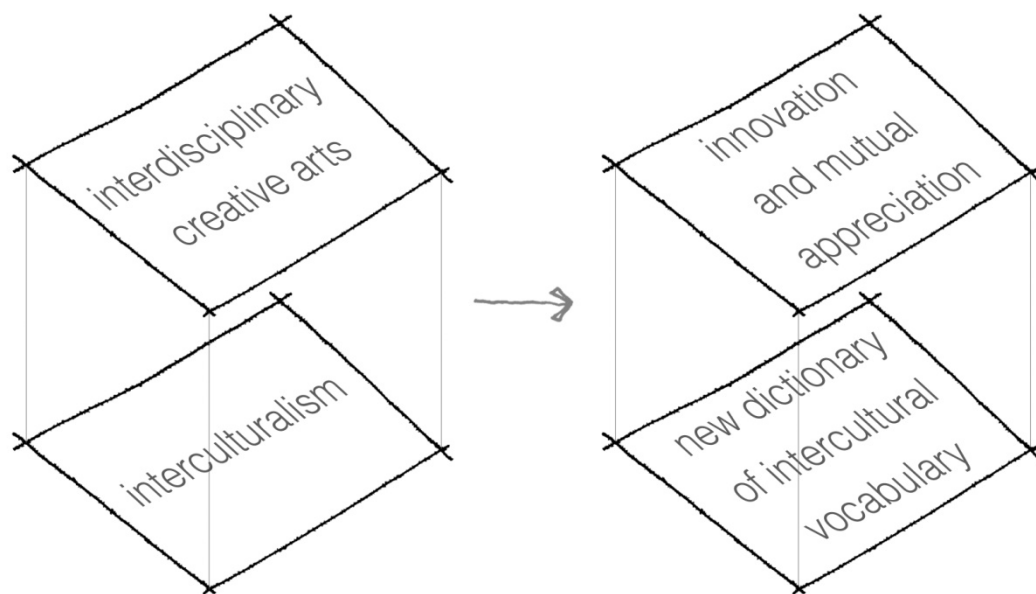 interdisciplinary
creative arts
interculturalism
innovation
and mutual
appreciation
new dictionary
of intercultural
vocabulary